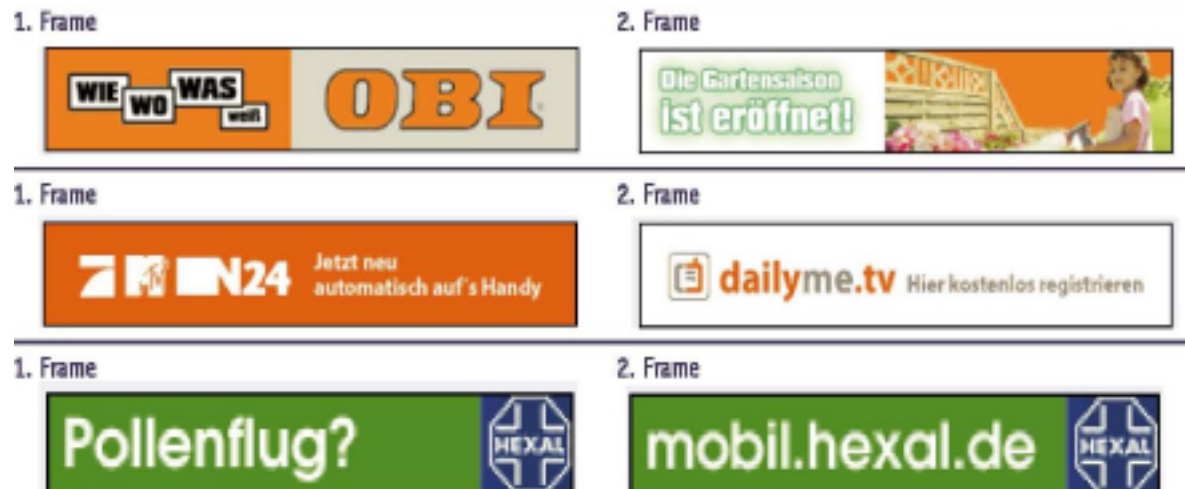 1. Frame
2. Frame
WIE WO WAS weiß
OBI
Die Gartensaison
ist eröffnet!
1. Frame
2. Frame
MTV N24
Jetzt neu
automatisch auf´s Handy
dailyme.tv Hier kostenlos registrieren
1. Frame
2. Frame
Pollenflug?
HEXAL
mobil.hexal.de
HEXAL